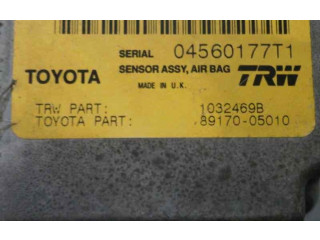 SERIAL 04560177T1
TOYOTA SENSOR ASSY, AIR BAG TRW
MADE IN U.K.
TRW PART: 1032469B
TOYOTA PART: 89170-05010